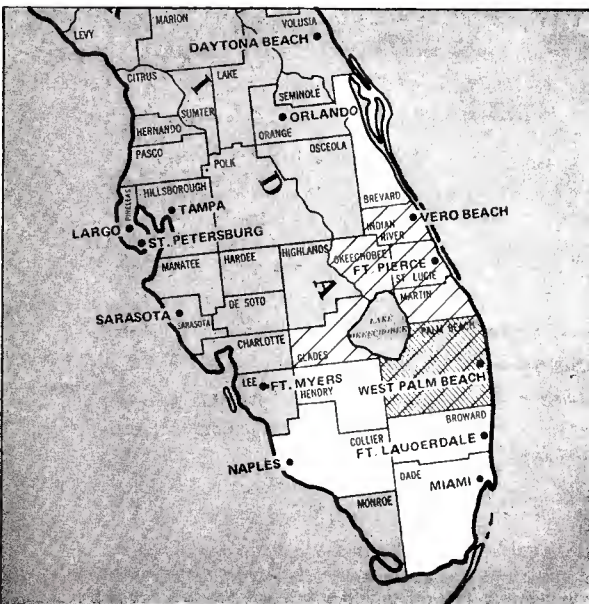 MARION
VOLUSIA
LEVY
DAYTONA BEACH
CITRUS
LAKE
I
SEMINOLE
SUMTER
ORLANDO
HERNANDO
ORANGE
OSCEOLA
PASCO
POLK
D
HILLSBOROUGH
PINELLAS
BREVARD
TAMPA
VERO BEACH
LARGO
INDIAN
RIVER
ST. PETERSBURG
HIGHLANDS
OKEECHOBEE
MANATEE
HARDEE
FT. PIERCE
ST LUCIE
A
MARTIN
DE SOTO
SARASOTA
SARASOTA
LAKE
OKEECHOBEE
PALM BEACH
CHARLOTTE
GLADES
WEST PALM BEACH
LEE
FT. MYERS
HENDRY
BROWARD
COLLIER
FT. LAUDERDALE
NAPLES
DADE
MIAMI
MONROE